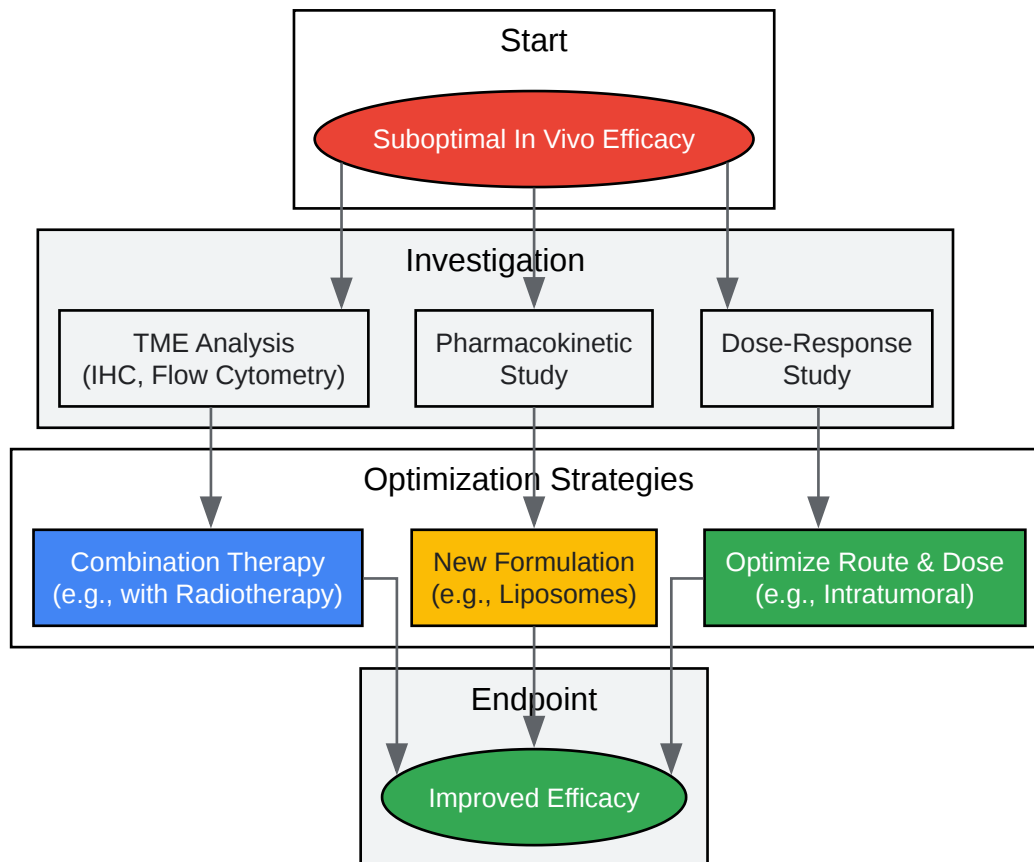 Start
Suboptimal In Vivo Efficacy
Investigation
TME Analysis
(IHC, Flow Cytometry)
Pharmacokinetic
Study
Dose-Response
Study
Optimization Strategies
Combination Therapy
(e.g., with Radiotherapy)
New Formulation
(e.g., Liposomes)
Optimize Route & Dose
(e.g., Intratumoral)
Endpoint
Improved Efficacy